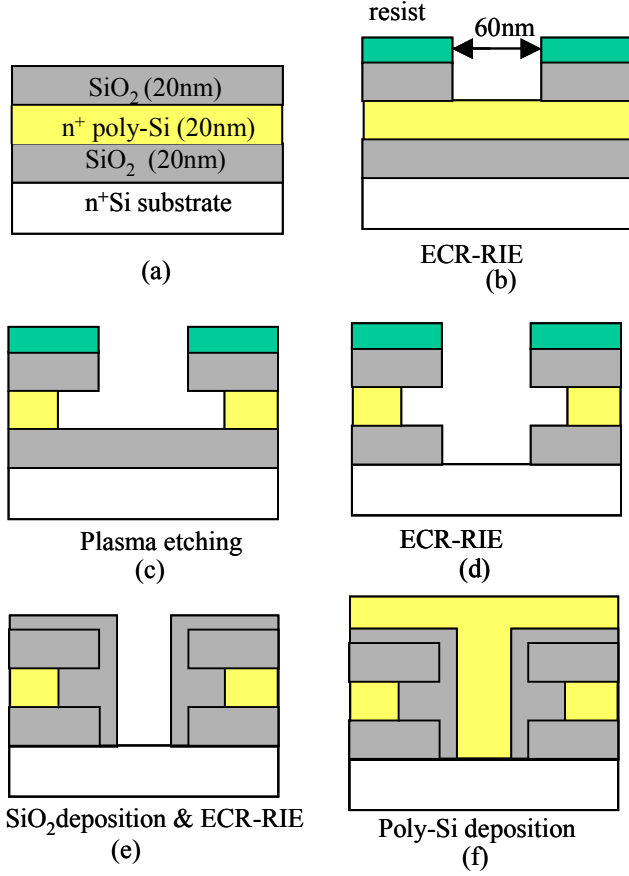 resist
60nm
SiO2 (20nm)
n+ poly-Si (20nm)
SiO2 (20nm)
n+Si substrate
(a)
ECR-RIE
(b)
Plasma etching
(c)
ECR-RIE
(d)
SiO2deposition & ECR-RIE
(e)
Poly-Si deposition
(f)